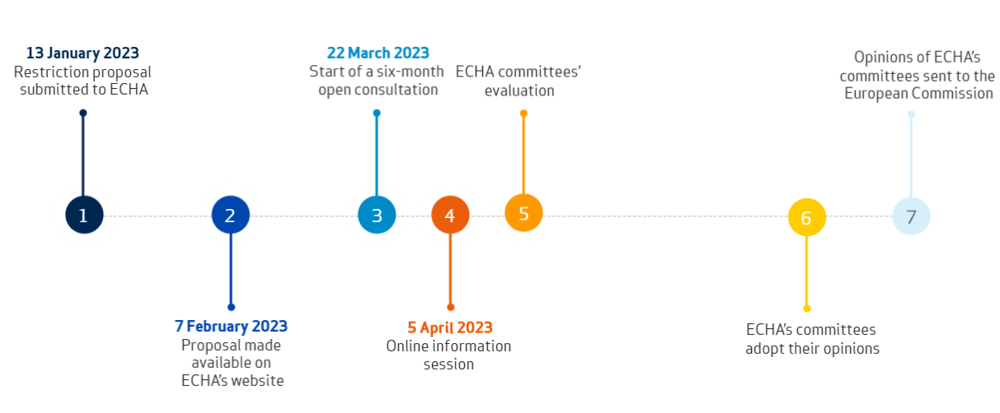 13 January 2023
Restriction proposal
submitted to ECHA
22 March 2023
Start of a six-month
open consultation
ECHA committees’
evaluation
Opinions of ECHA’s
committees sent to the
European Commission
1
2
3
4
5
6
7
7 February 2023
Proposal made
available on
ECHA’s website
5 April 2023
Online information
session
ECHA’s committees
adopt their opinions